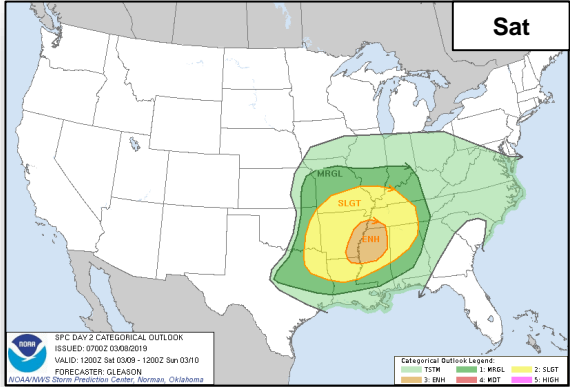 Sat
MRGL
SLGT
ENH
SPC DAY 2 CATEGORICAL OUTLOOK
ISSUED: 0700Z 03/08/2019
VALID: 1200Z Sat 03/09 - 1200Z Sun 03/10
FORECASTER: GLEASON
NOAA/NWS Storm Prediction Center, Norman, Oklahoma
NOAA
Categorical Outlook Legend:
TSTM 1: MRGL 2: SLGT
3: ENH 4: MDT 5: HIGH